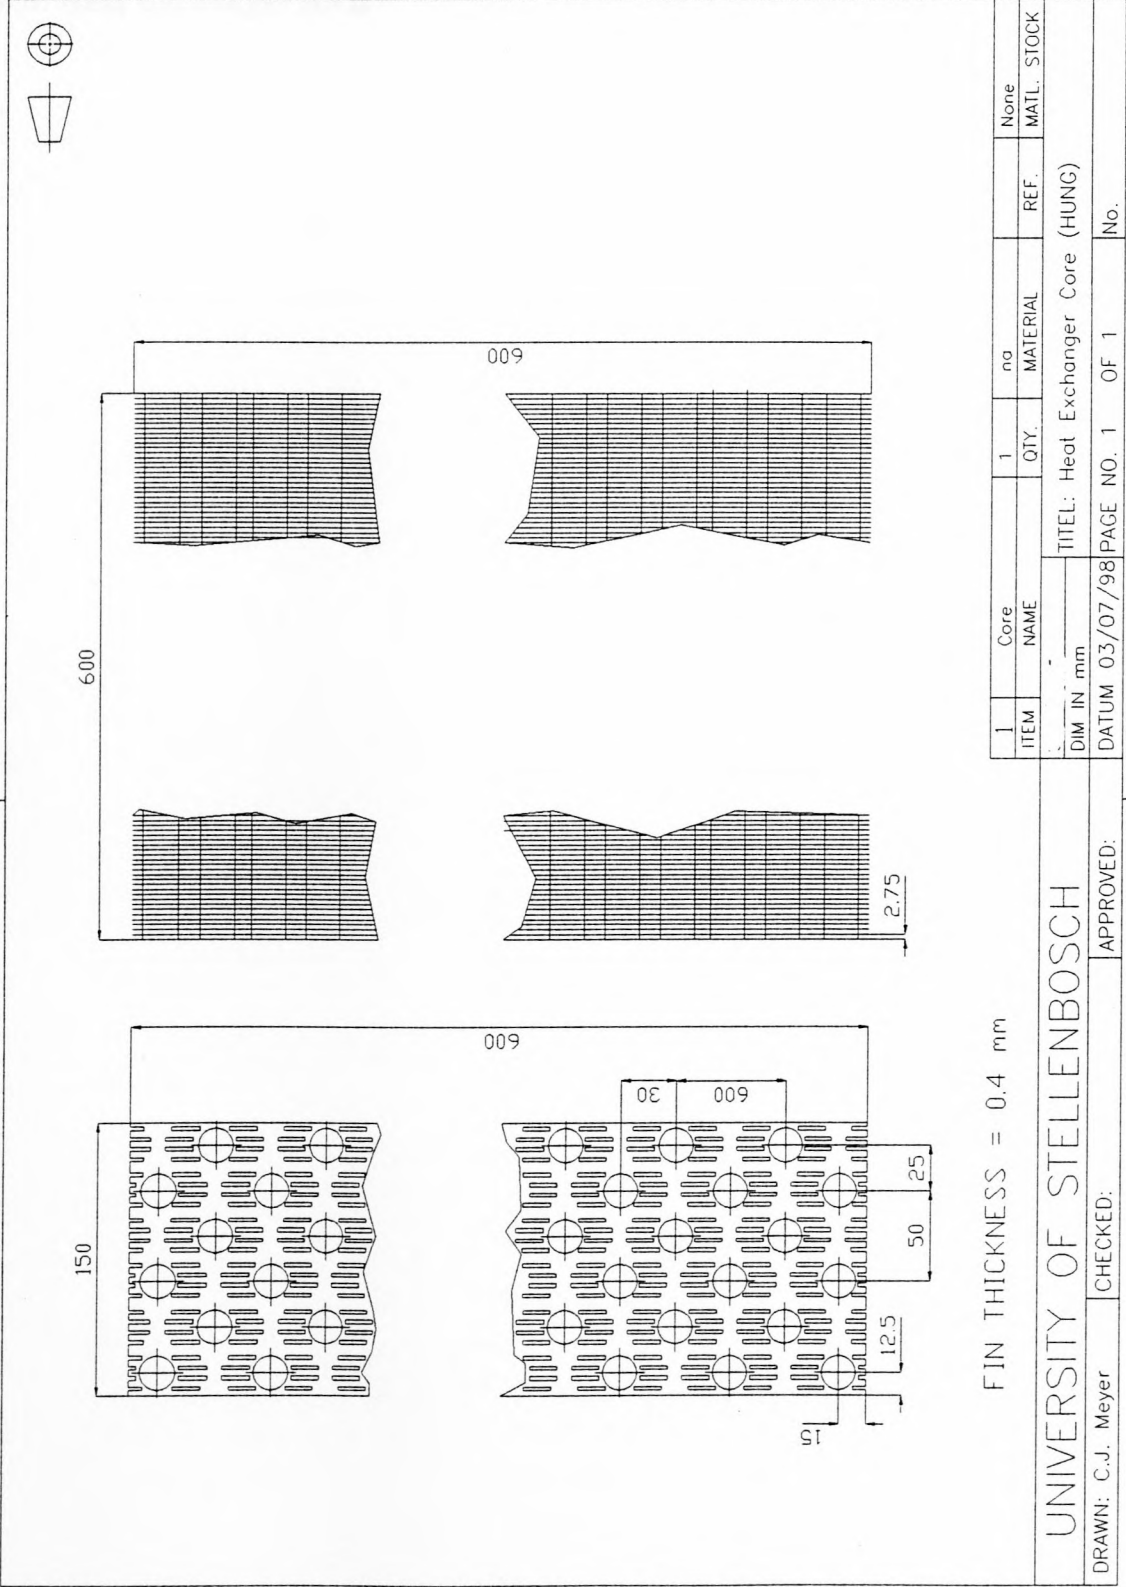 600
600
2.75
150
600
30
600
25
50
12.5
15
FIN THICKNESS = 0.4 mm
1 Core 1 na None
ITEM NAME QTY. MATERIAL REF. MATL. STOCK
UNIVERSITY OF STELLENBOSCH
DIM IN mm
TITEL: Heat Exchanger Core (HUNG)
DRAWN: C.J. Meyer
CHECKED:
APPROVED:
DATUM 03/07/98
PAGE NO. 1 OF 1
No.